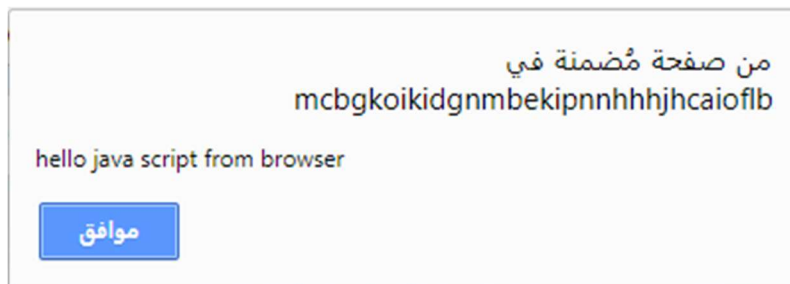 من صفحة مُضمنة في
mcbgkoikidgnmbekipnnhhhjhcaioflb
hello java script from browser
موافق